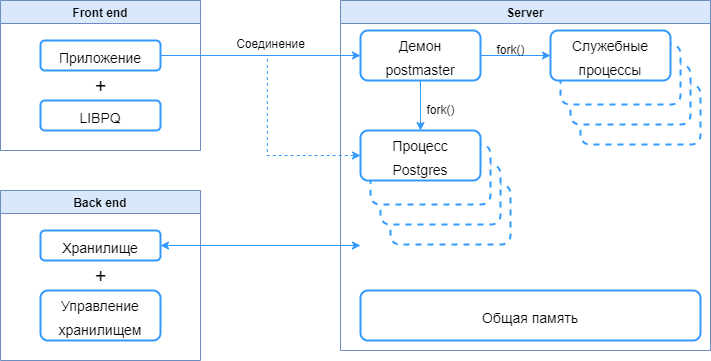 Front end
Приложение
+
LIBPQ
Соединение
Server
Демон
postmaster
fork()
Служебные
процессы
fork()
Процесс
Postgres
Общая память
Back end
Хранилище
+
Управление
хранилищем